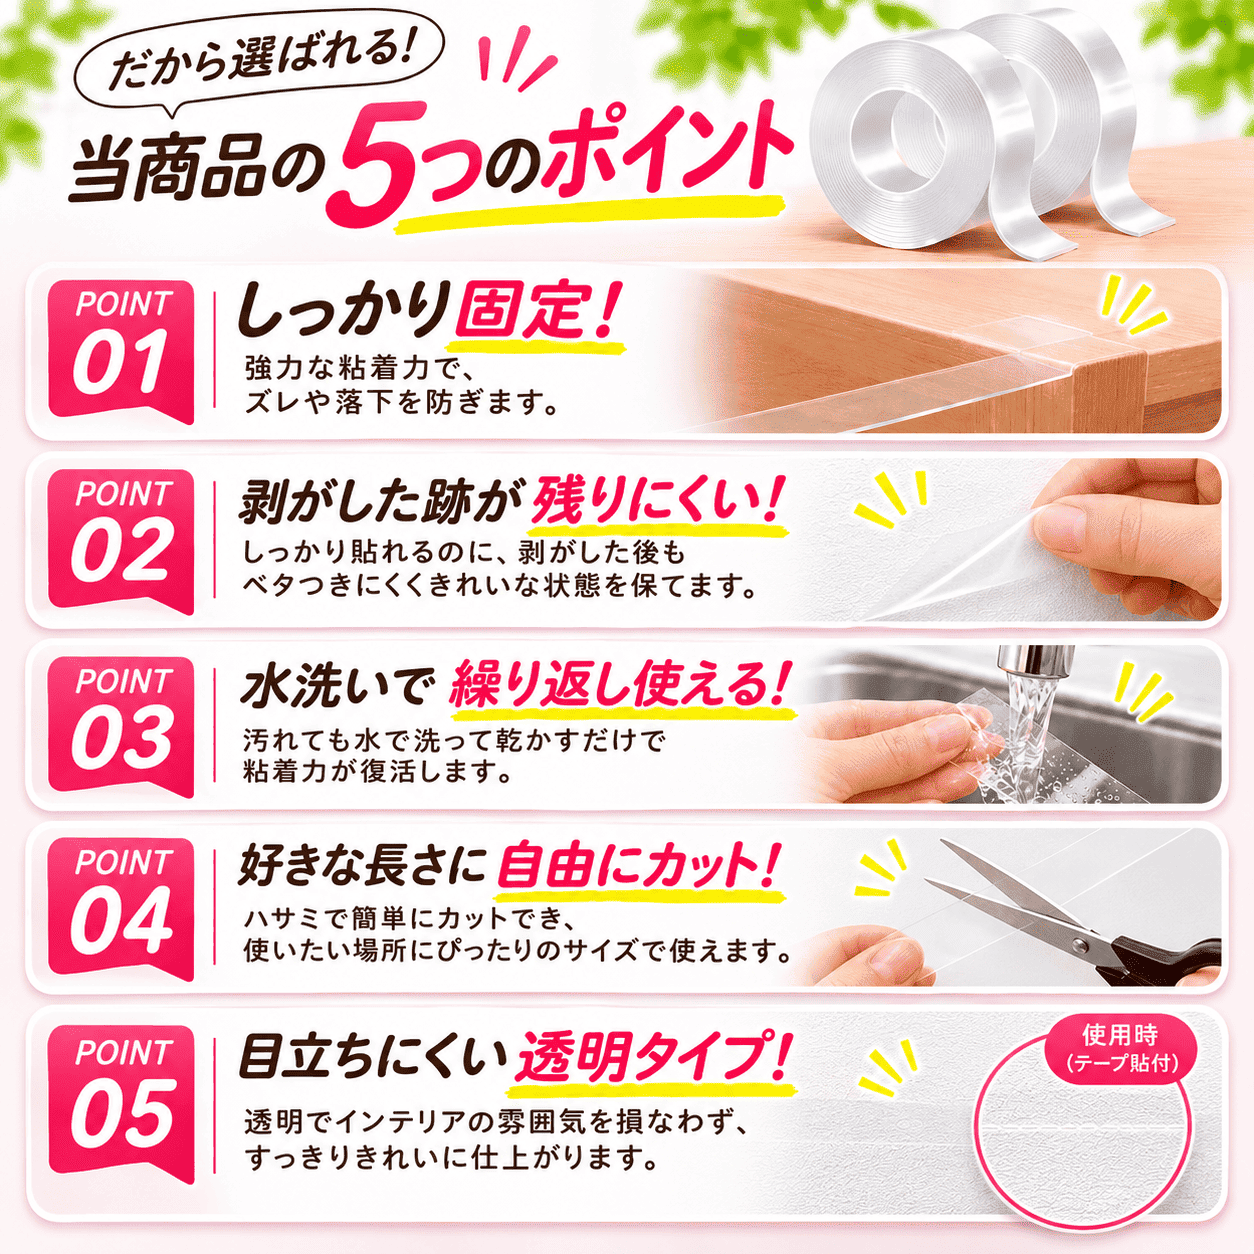 だから選ばれる!
当商品の5つのポイント
POINT
01
しっかり固定!
強力な粘着力で、
ズレや落下を防ぎます。
POINT
02
剥がした跡が残りにくい!
しっかり貼れるのに、剥がした後も
ベタつきにくくきれいな状態を保てます。
POINT
03
水洗いで繰り返し使える!
汚れても水で洗って乾かすだけで
粘着力が復活します。
POINT
04
好きな長さに自由にカット!
ハサミで簡単にカットでき、
使いたい場所にぴったりのサイズで使えます。
POINT
05
目立ちにくい透明タイプ!
透明でインテリアの雰囲気を損なわず、
すっきりきれいに仕上がります。
使用時
(テープ貼付)